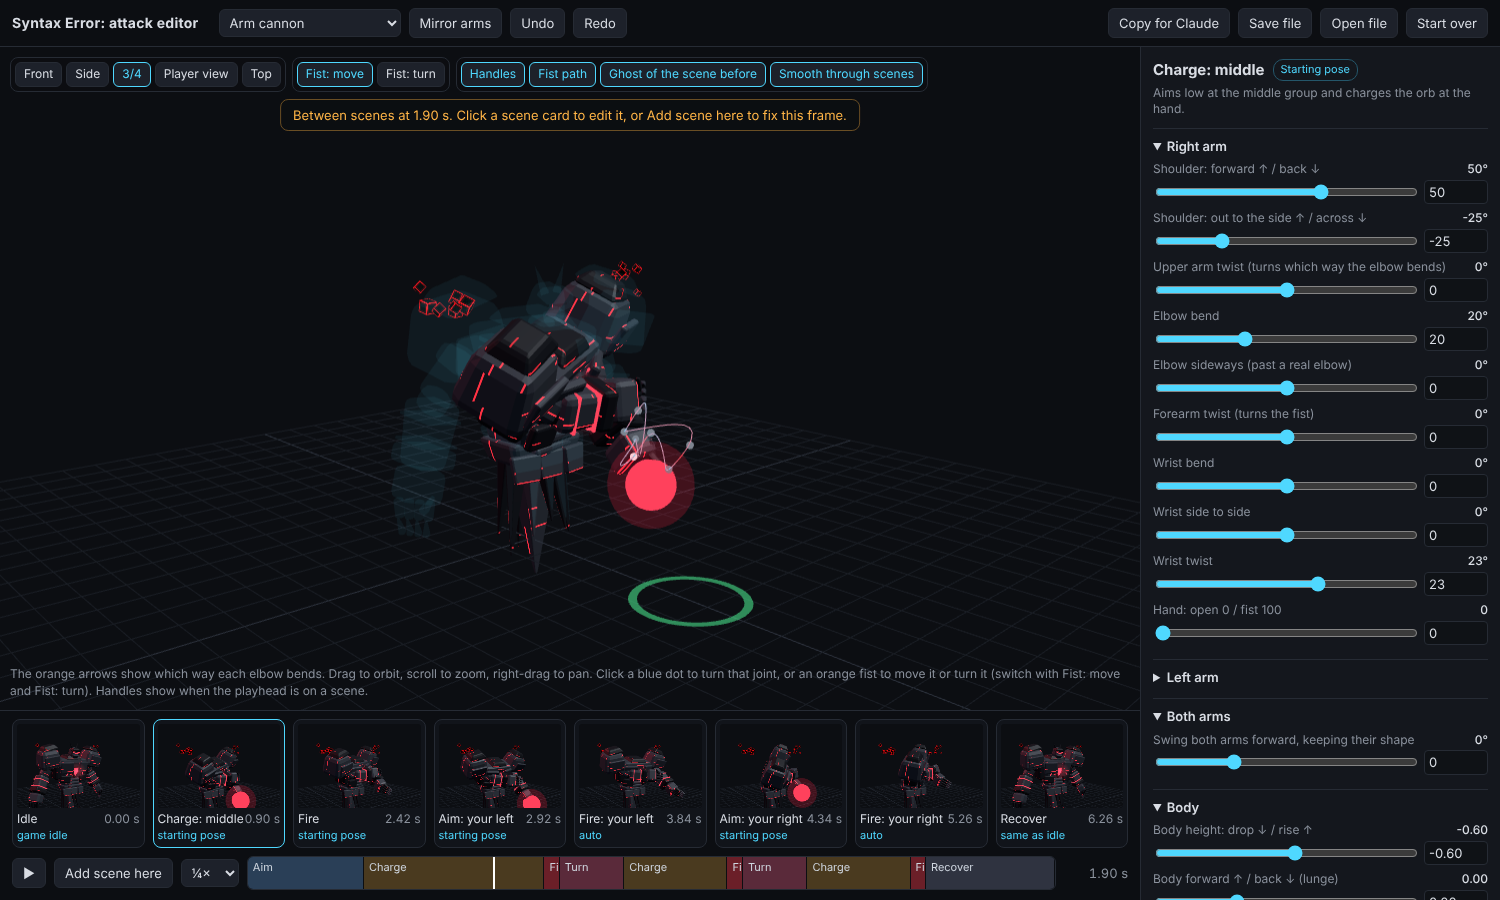 Syntax Error: attack editor
Arm cannon
Mirror arms
Undo
Redo
Copy for Claude
Save file
Open file
Start over
Front
Side
3/4
Player view
Top
Fist: move
Fist: turn
Handles
Fist path
Ghost of the scene before
Smooth through scenes
Between scenes at 1.90 s. Click a scene card to edit it, or Add scene here to fix this frame.
The orange arrows show which way each elbow bends. Drag to orbit, scroll to zoom, right-drag to pan. Click a blue dot to turn that joint, or an orange fist to move it or turn it (switch with Fist: move
and Fist: turn). Handles show when the playhead is on a scene.
Idle 0.00 s
game idle
Charge: middle 0.90 s
starting pose
Fire 2.42 s
starting pose
Aim: your left 2.92 s
starting pose
Fire: your left 3.84 s
auto
Aim: your right 4.34 s
starting pose
Fire: your right 5.26 s
auto
Recover 6.26 s
same as idle
▶
Add scene here
¼×
Aim
Charge
Fi
Turn
Charge
Fi
Turn
Charge
Fi
Recover
1.90 s
Charge: middle
Starting pose
Aims low at the middle group and charges the orb at the
hand.
▼ Right arm
Shoulder: forward ↑ / back ↓ 50°
50
Shoulder: out to the side ↑ / across ↓ -25°
-25
Upper arm twist (turns which way the elbow bends) 0°
0
Elbow bend 20°
20
Elbow sideways (past a real elbow) 0°
0
Forearm twist (turns the fist) 0°
0
Wrist bend 0°
0
Wrist side to side 0°
0
Wrist twist 23°
23
Hand: open 0 / fist 100 0
0
▶ Left arm
▼ Both arms
Swing both arms forward, keeping their shape 0°
0
▼ Body
Body height: drop ↓ / rise ↑ -0.60
-0.60
Body forward ↑ / back ↓ (lunge) 0.00